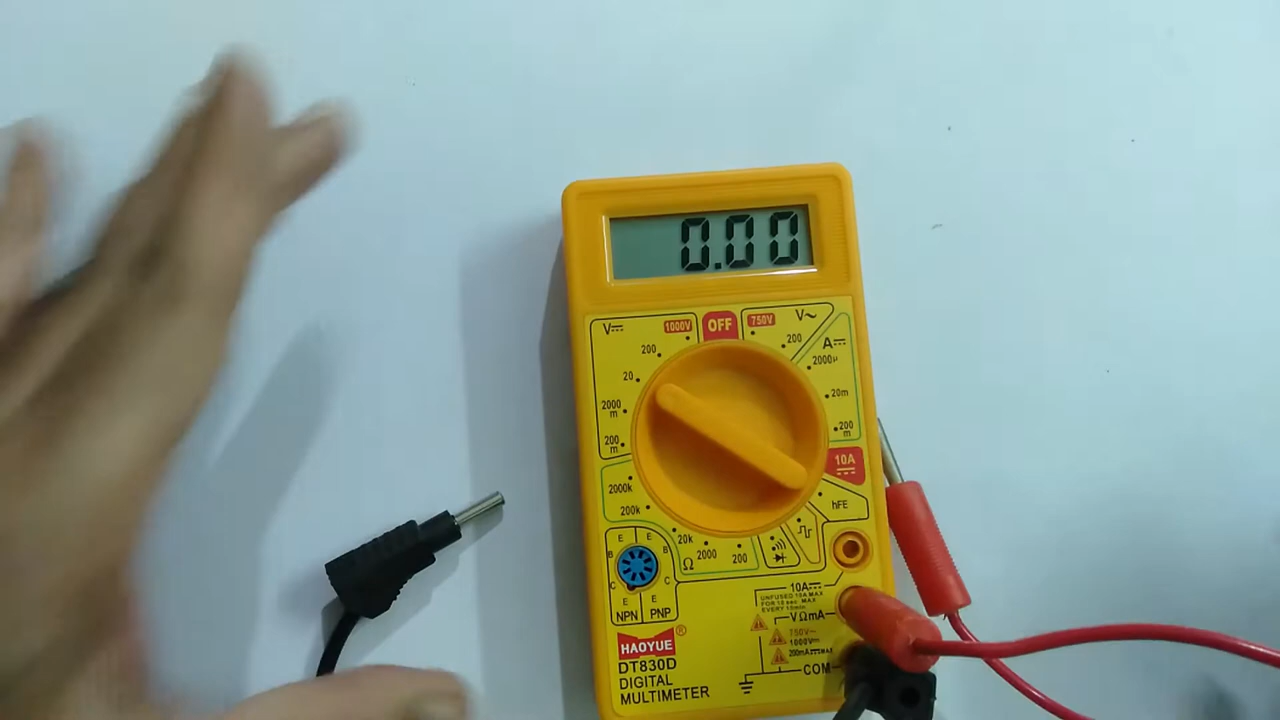 0.00
V⎓ 1000V OFF 750V V~
200 200 A⎓
20 2000µ
2000m 20m
200m 200m
10A⎓
2000k
200k hFE
20k
Ω 2000 200
E E
B B
C C
E E
NPN PNP
10A⎓
UNFUSED 10A MAX
FOR 10 sec MAX
EVERY 15min
VΩmA
750V~
1000V⎓
200mA⎓MAX
COM
HAOYUE ®
DT830D
DIGITAL
MULTIMETER